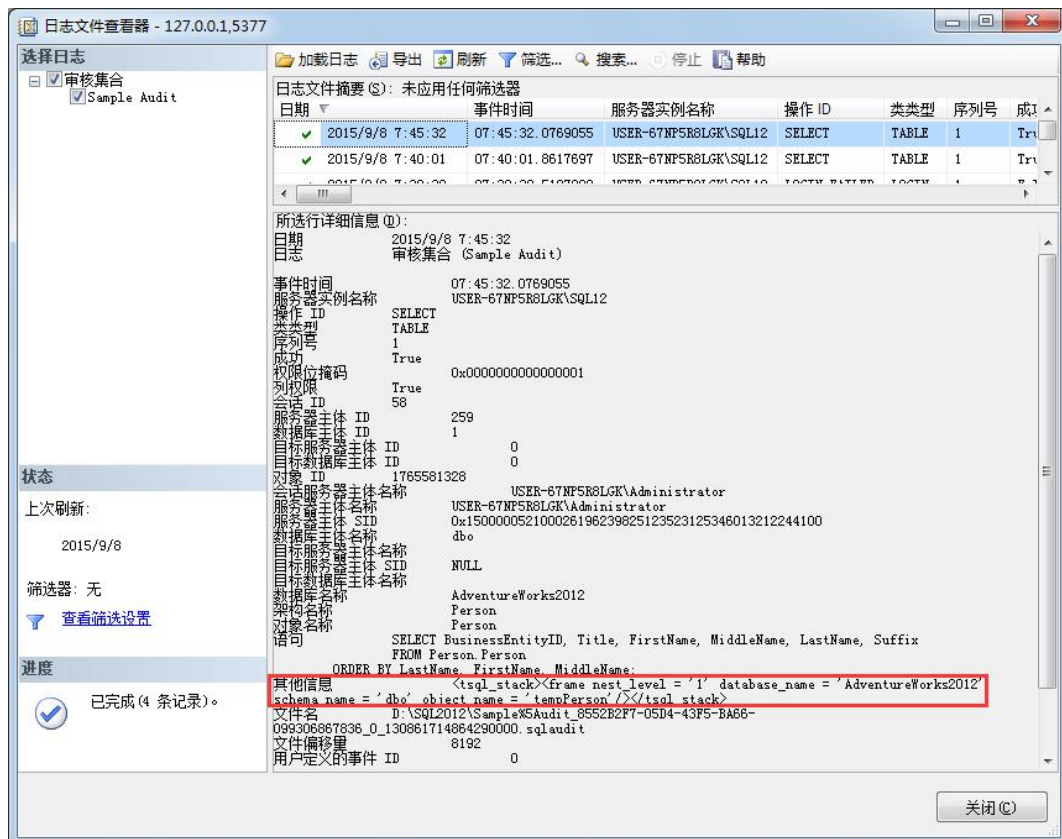 日志文件查看器 - 127.0.0.1,5377
选择日志
审核集合
Sample Audit
加载日志 导出 刷新 筛选... 搜索... 停止 帮助
日志文件摘要(S): 未应用任何筛选器
日期 事件时间 服务器实例名称 操作 ID 类类型 序列号
2015/9/8 7:45:32 07:45:32.0769055 USER-67NP5R8LGK\SQL12 SELECT TABLE 1
2015/9/8 7:40:01 07:40:01.8617697 USER-67NP5R8LGK\SQL12 SELECT TABLE 1
所选行详细信息(D):
日期 2015/9/8 7:45:32
日志 审核集合 (Sample Audit)
事件时间 07:45:32.0769055
服务器实例名称 USER-67NP5R8LGK\SQL12
操作 ID SELECT
类类型 TABLE
序列号 1
成功 True
权限位掩码 0x0000000000000001
列权限 True
会话 ID 58
服务器主体 ID 259
数据库主体 ID 1
目标服务器主体 ID 0
目标数据库主体 ID 0
对象 ID 1765581328
会话服务器主体名称 USER-67NP5R8LGK\Administrator
服务器主体名称 USER-67NP5R8LGK\Administrator
服务器主体 SID 0x15000005210002619623982512352312534601321224​4100
数据库主体名称 dbo
目标服务器主体名称
目标服务器主体 SID NULL
目标数据库主体名称
数据库名称 AdventureWorks2012
架构名称 Person
对象名称 Person
语句 SELECT BusinessEntityID, Title, FirstName, MiddleName, LastName, Suffix
FROM Person.Person
ORDER BY LastName, FirstName, MiddleName;
其他信息 <tsql_stack><frame nest_level = '1' database_name = 'AdventureWorks2012'
schema_name = 'dbo' object_name = 'tempPerson'/></tsql_stack>
文件名 D:\SQL2012\Sample%5Audit_8552B2F7-05D4-43F5-BA66-
099306867836_0_130861714864290000.sqlaudit
文件偏移量 8192
用户定义的事件 ID 0
状态
上次刷新:
2015/9/8
筛选器: 无
查看筛选设置
进度
已完成(4 条记录)。
关闭(C)